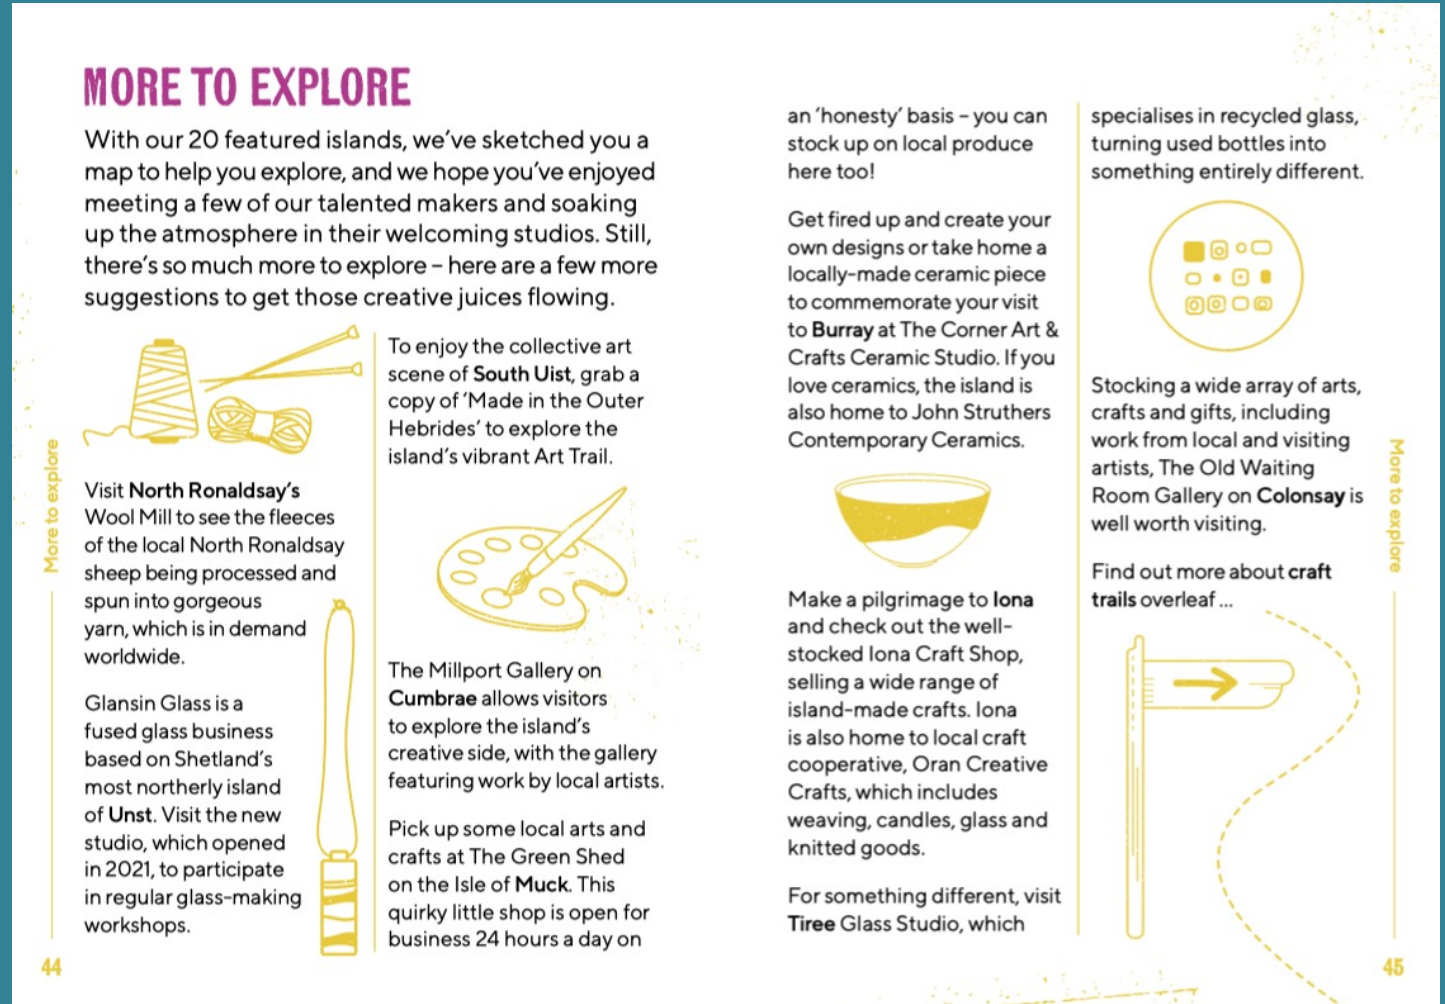 MORE TO EXPLORE
With our 20 featured islands, we've sketched you a
map to help you explore, and we hope you've enjoyed
meeting a few of our talented makers and soaking
up the atmosphere in their welcoming studios. Still,
there's so much more to explore – here are a few more
suggestions to get those creative juices flowing.
Visit North Ronaldsay's
Wool Mill to see the fleeces
of the local North Ronaldsay
sheep being processed and
spun into gorgeous
yarn, which is in demand
worldwide.
Glansin Glass is a
fused glass business
based on Shetland's
most northerly island
of Unst. Visit the new
studio, which opened
in 2021, to participate
in regular glass-making
workshops.
To enjoy the collective art
scene of South Uist, grab a
copy of 'Made in the Outer
Hebrides' to explore the
island's vibrant Art Trail.
The Millport Gallery on
Cumbrae allows visitors
to explore the island's
creative side, with the gallery
featuring work by local artists.
Pick up some local arts and
crafts at The Green Shed
on the Isle of Muck. This
quirky little shop is open for
business 24 hours a day on
More to explore
44
an 'honesty' basis – you can
stock up on local produce
here too!
Get fired up and create your
own designs or take home a
locally-made ceramic piece
to commemorate your visit
to Burray at The Corner Art &
Crafts Ceramic Studio. If you
love ceramics, the island is
also home to John Struthers
Contemporary Ceramics.
Make a pilgrimage to Iona
and check out the well-
stocked Iona Craft Shop,
selling a wide range of
island-made crafts. Iona
is also home to local craft
cooperative, Oran Creative
Crafts, which includes
weaving, candles, glass and
knitted goods.
For something different, visit
Tiree Glass Studio, which
specialises in recycled glass,
turning used bottles into
something entirely different.
Stocking a wide array of arts,
crafts and gifts, including
work from local and visiting
artists, The Old Waiting
Room Gallery on Colonsay is
well worth visiting.
Find out more about craft
trails overleaf ...
More to explore
45